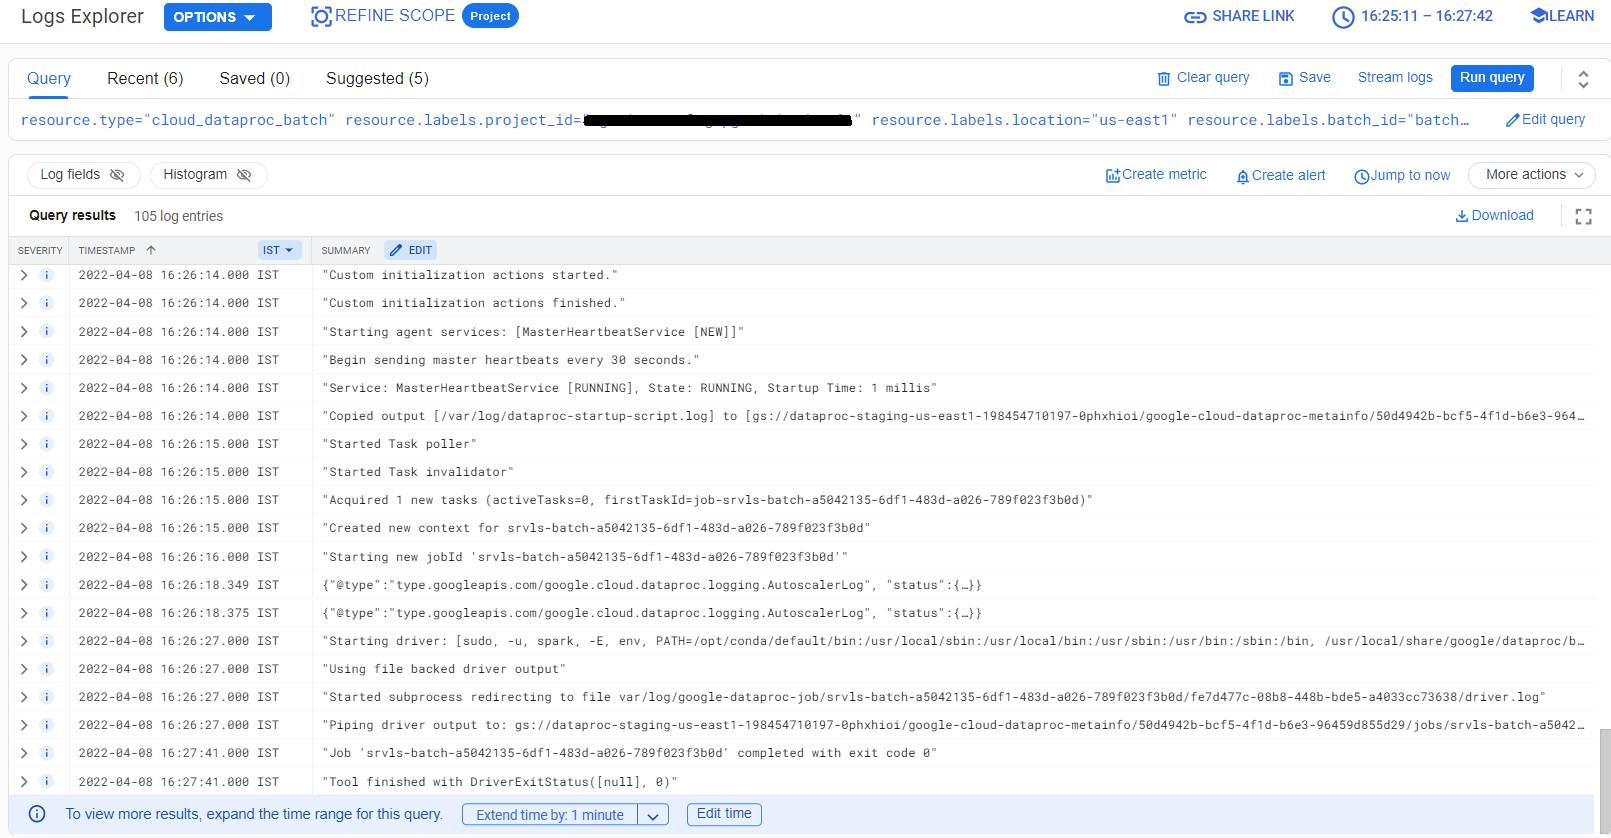 Logs Explorer OPTIONS REFINE SCOPE Project SHARE LINK 16:25:11 – 16:27:42 LEARN
Query Recent (6) Saved (0) Suggested (5) Clear query Save Stream logs Run query
resource.type="cloud_dataproc_batch" resource.labels.project_id= " resource.labels.location="us-east1" resource.labels.batch_id="batch… Edit query
Log fields Histogram Create metric Create alert Jump to now More actions
Query results 105 log entries Download
SEVERITY TIMESTAMP IST SUMMARY EDIT
2022-04-08 16:26:14.000 IST "Custom initialization actions started."
2022-04-08 16:26:14.000 IST "Custom initialization actions finished."
2022-04-08 16:26:14.000 IST "Starting agent services: [MasterHeartbeatService [NEW]]"
2022-04-08 16:26:14.000 IST "Begin sending master heartbeats every 30 seconds."
2022-04-08 16:26:14.000 IST "Service: MasterHeartbeatService [RUNNING], State: RUNNING, Startup Time: 1 millis"
2022-04-08 16:26:14.000 IST "Copied output [/var/log/dataproc-startup-script.log] to [gs://dataproc-staging-us-east1-198454710197-0phxhioi/google-cloud-dataproc-metainfo/50d4942b-bcf5-4f1d-b6e3-964…
2022-04-08 16:26:15.000 IST "Started Task poller"
2022-04-08 16:26:15.000 IST "Started Task invalidator"
2022-04-08 16:26:15.000 IST "Acquired 1 new tasks (activeTasks=0, firstTaskId=job-srvls-batch-a5042135-6df1-483d-a026-789f023f3b0d)"
2022-04-08 16:26:15.000 IST "Created new context for srvls-batch-a5042135-6df1-483d-a026-789f023f3b0d"
2022-04-08 16:26:16.000 IST "Starting new jobId 'srvls-batch-a5042135-6df1-483d-a026-789f023f3b0d'"
2022-04-08 16:26:18.349 IST {"@type":"type.googleapis.com/google.cloud.dataproc.logging.AutoscalerLog", "status":{…}}
2022-04-08 16:26:18.375 IST {"@type":"type.googleapis.com/google.cloud.dataproc.logging.AutoscalerLog", "status":{…}}
2022-04-08 16:26:27.000 IST "Starting driver: [sudo, -u, spark, -E, env, PATH=/opt/conda/default/bin:/usr/local/sbin:/usr/local/bin:/usr/sbin:/usr/bin:/sbin:/bin, /usr/local/share/google/dataproc/b…
2022-04-08 16:26:27.000 IST "Using file backed driver output"
2022-04-08 16:26:27.000 IST "Started subprocess redirecting to file var/log/google-dataproc-job/srvls-batch-a5042135-6df1-483d-a026-789f023f3b0d/fe7d477c-08b8-448b-bde5-a4033cc73638/driver.log"
2022-04-08 16:26:27.000 IST "Piping driver output to: gs://dataproc-staging-us-east1-198454710197-0phxhioi/google-cloud-dataproc-metainfo/50d4942b-bcf5-4f1d-b6e3-96459d855d29/jobs/srvls-batch-a5042…
2022-04-08 16:27:41.000 IST "Job 'srvls-batch-a5042135-6df1-483d-a026-789f023f3b0d' completed with exit code 0"
2022-04-08 16:27:41.000 IST "Tool finished with DriverExitStatus([null], 0)"
To view more results, expand the time range for this query. Extend time by: 1 minute Edit time